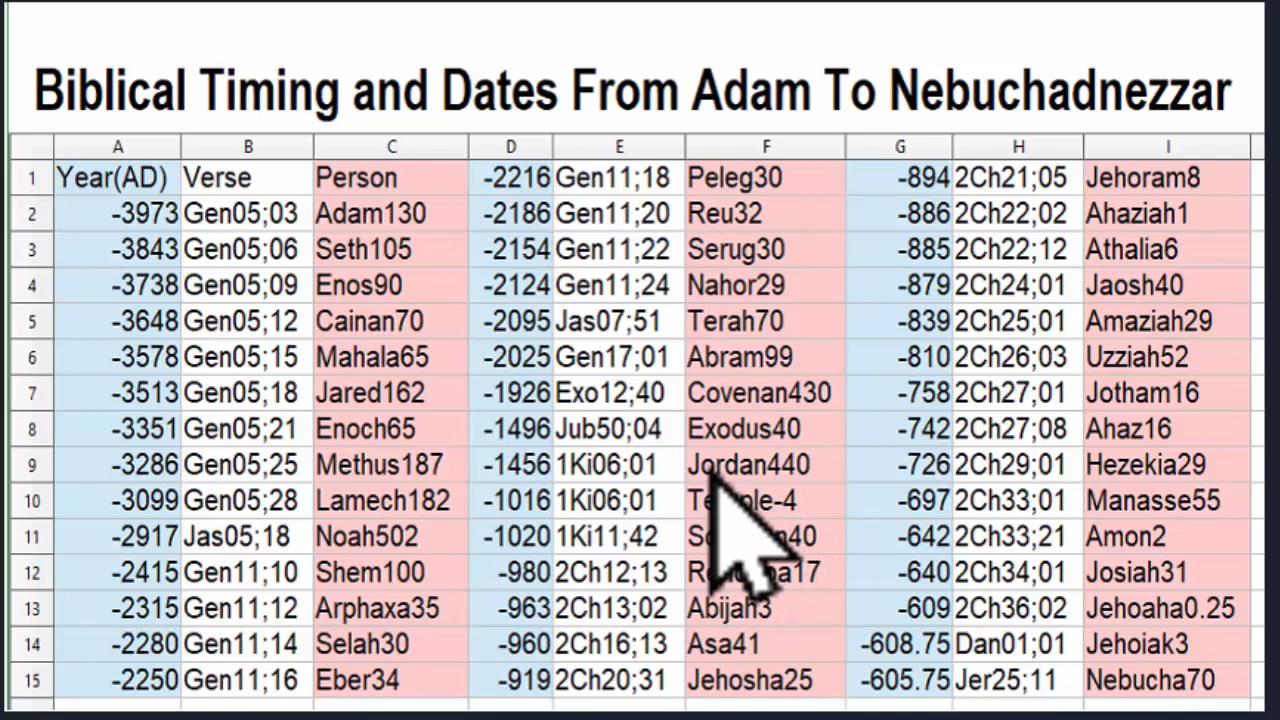 Biblical Timing and Dates From Adam To Nebuchadnezzar
A B C D E F G H I
1 Year(AD) Verse Person -2216 Gen11;18 Peleg30 -894 2Ch21;05 Jehoram8
2 -3973 Gen05;03 Adam130 -2186 Gen11;20 Reu32 -886 2Ch22;02 Ahaziah1
3 -3843 Gen05;06 Seth105 -2154 Gen11;22 Serug30 -885 2Ch22;12 Athalia6
4 -3738 Gen05;09 Enos90 -2124 Gen11;24 Nahor29 -879 2Ch24;01 Jaosh40
5 -3648 Gen05;12 Cainan70 -2095 Jas07;51 Terah70 -839 2Ch25;01 Amaziah29
6 -3578 Gen05;15 Mahala65 -2025 Gen17;01 Abram99 -810 2Ch26;03 Uzziah52
7 -3513 Gen05;18 Jared162 -1926 Exo12;40 Covenan430 -758 2Ch27;01 Jotham16
8 -3351 Gen05;21 Enoch65 -1496 Jub50;04 Exodus40 -742 2Ch27;08 Ahaz16
9 -3286 Gen05;25 Methus187 -1456 1Ki06;01 Jordan440 -726 2Ch29;01 Hezekia29
10 -3099 Gen05;28 Lamech182 -1016 1Ki06;01 -697 2Ch33;01 Manasse55
11 -2917 Jas05;18 Noah502 -1020 1Ki11;42 -642 2Ch33;21 Amon2
12 -2415 Gen11;10 Shem100 -980 2Ch12;13 -640 2Ch34;01 Josiah31
13 -2315 Gen11;12 Arphaxa35 -963 2Ch13;02 Abijah3 -609 2Ch36;02 Jehoaha0.25
14 -2280 Gen11;14 Selah30 -960 2Ch16;13 Asa41 -608.75 Dan01;01 Jehoiak3
15 -2250 Gen11;16 Eber34 -919 2Ch20;31 Jehosha25 -605.75 Jer25;11 Nebucha70